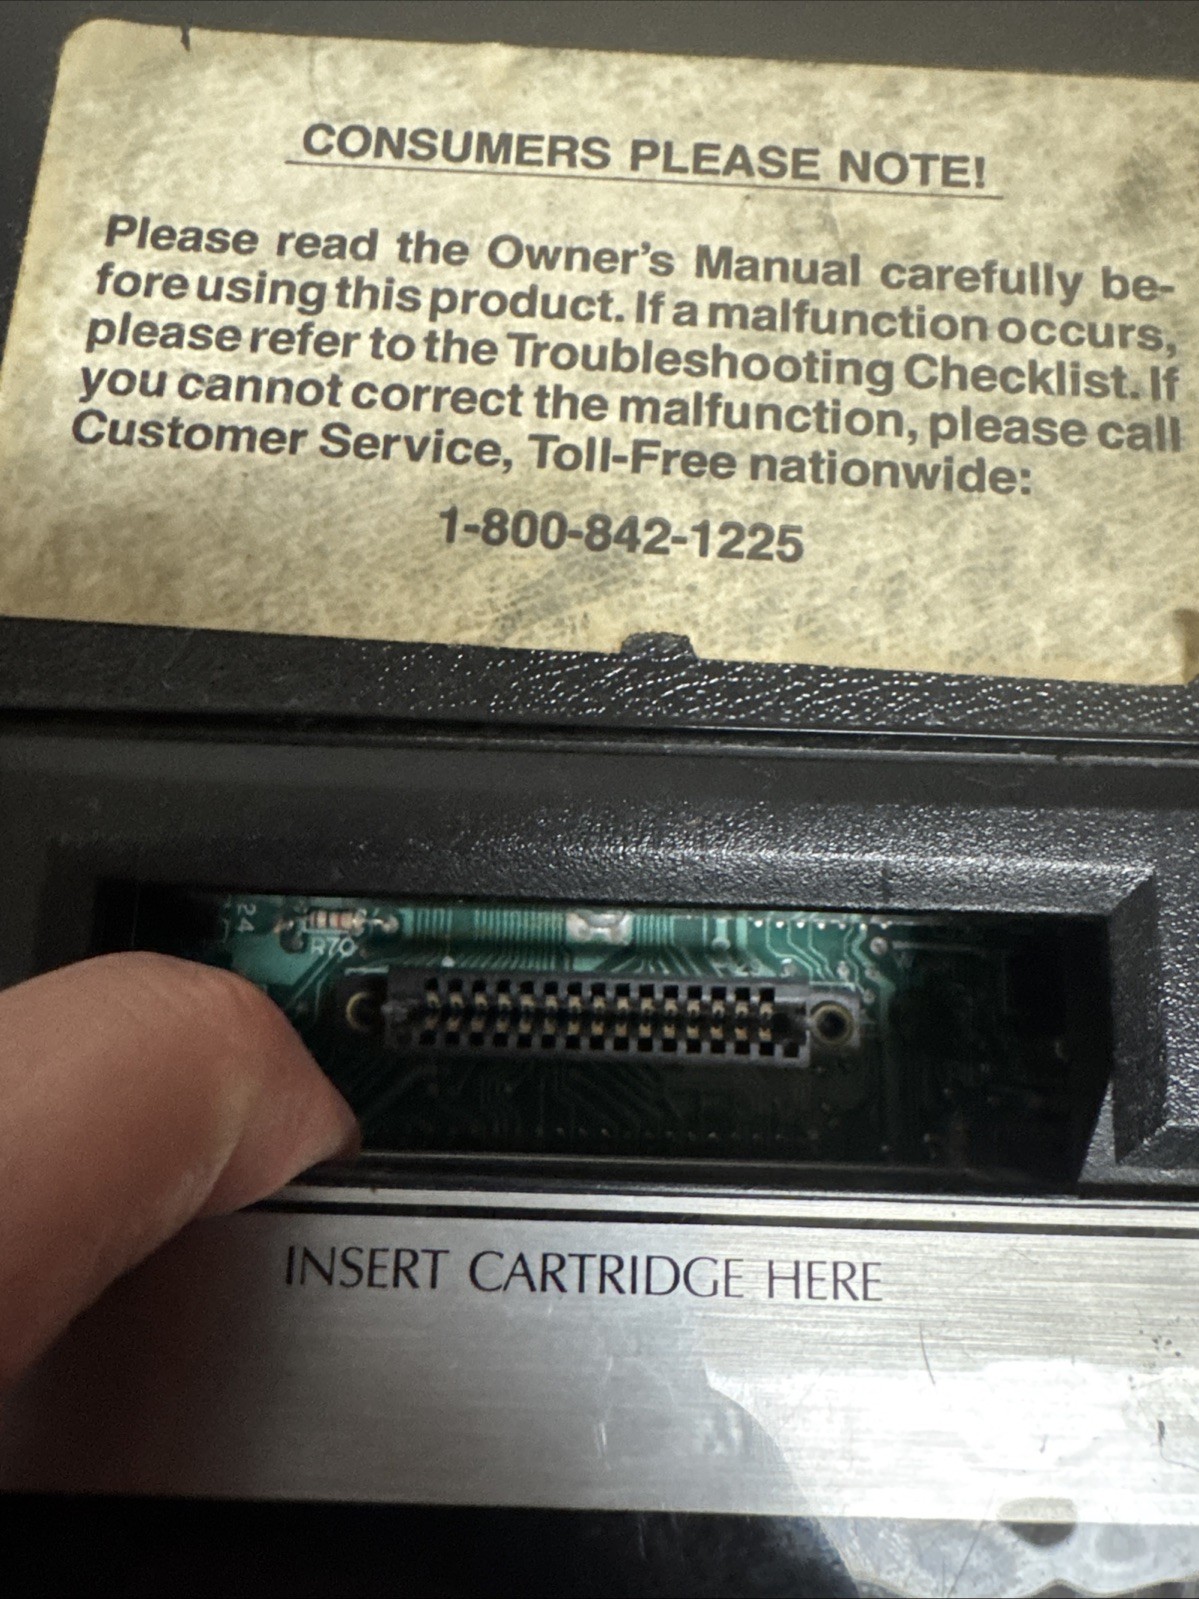 CONSUMERS PLEASE NOTE!
Please read the Owner's Manual carefully be-
fore using this product. If a malfunction occurs,
please refer to the Troubleshooting Checklist. If
you cannot correct the malfunction, please call
Customer Service, Toll-Free nationwide:
1-800-842-1225
24
R70
INSERT CARTRIDGE HERE